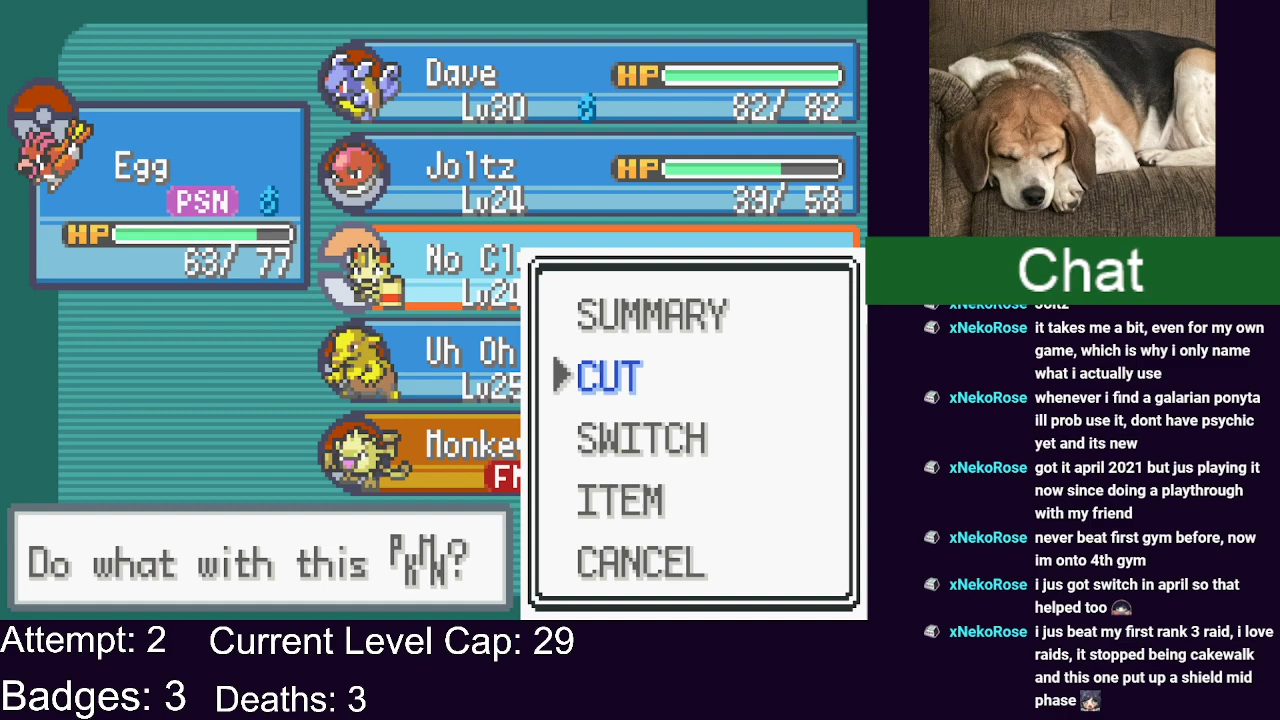 Dave
HP
Lv30
82/ 82
Egg
PSN
HP
63/ 77
Joltz
HP
Lv24
39/ 58
No Cl
Uh Oh
Lv25
Monke
SUMMARY
CUT
SWITCH
ITEM
CANCEL
Do what with this PKMN?
Attempt: 2 Current Level Cap: 29
Badges: 3 Deaths: 3
Chat
xNekoRose Joltz
xNekoRose it takes me a bit, even for my own
game, which is why i only name
what i actually use
xNekoRose whenever i find a galarian ponyta
ill prob use it, dont have psychic
yet and its new
xNekoRose got it april 2021 but jus playing it
now since doing a playthrough
with my friend
xNekoRose never beat first gym before, now
im onto 4th gym
xNekoRose i jus got switch in april so that
helped too
xNekoRose i jus beat my first rank 3 raid, i love
raids, it stopped being cakewalk
and this one put up a shield mid
phase